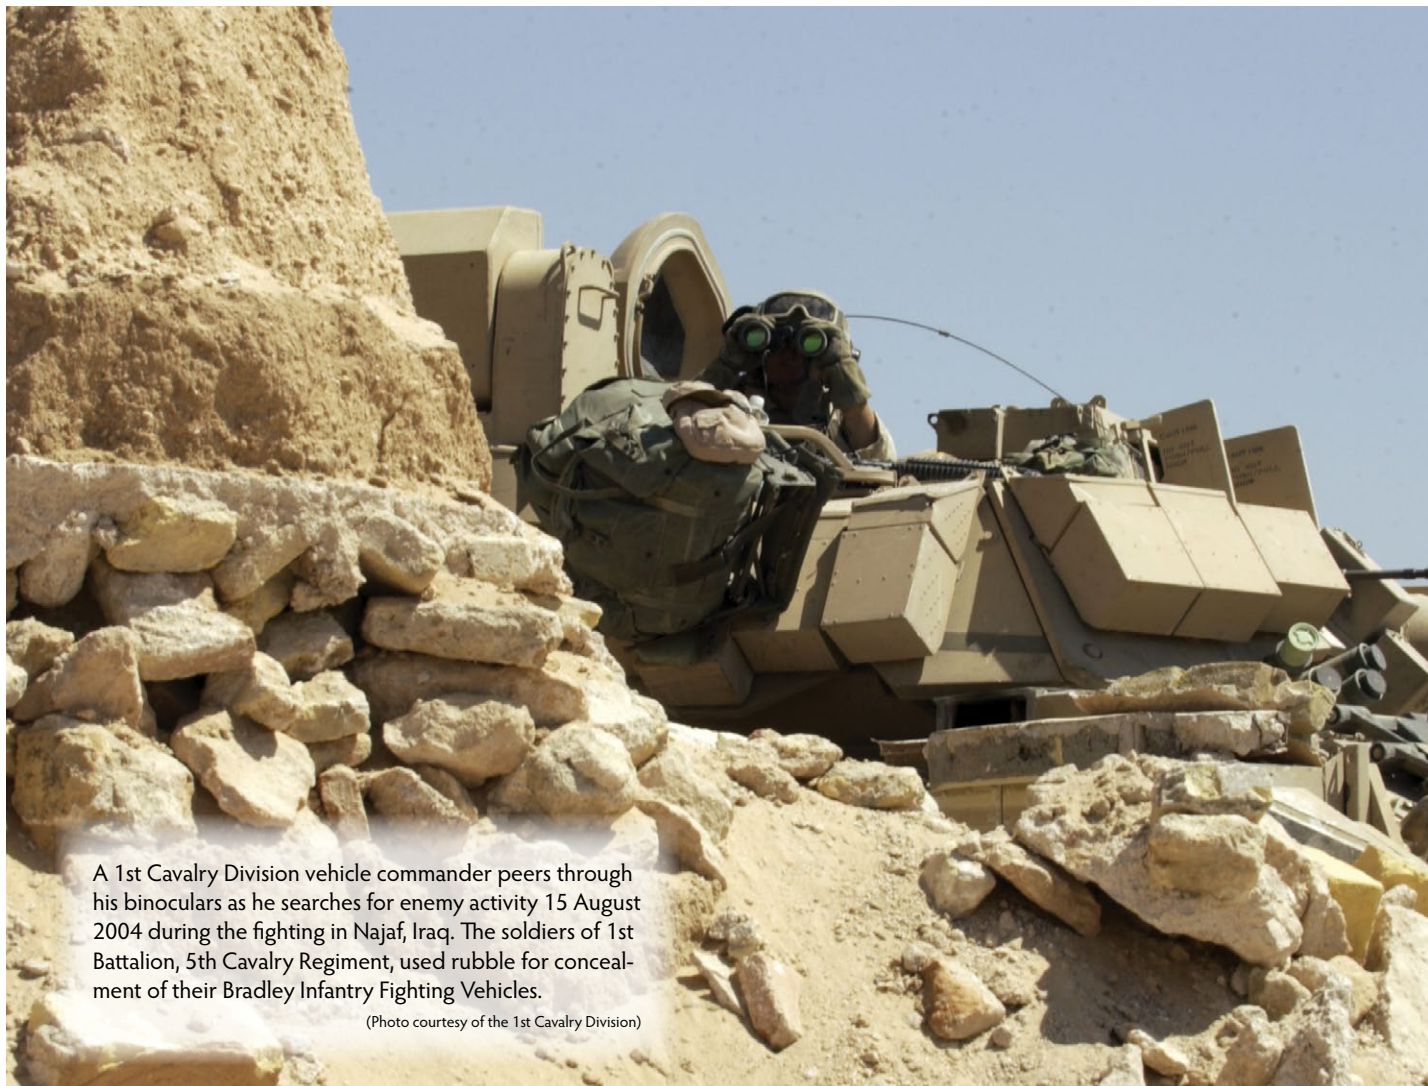 A 1st Cavalry Division vehicle commander peers through
his binoculars as he searches for enemy activity 15 August
2004 during the fighting in Najaf, Iraq. The soldiers of 1st
Battalion, 5th Cavalry Regiment, used rubble for conceal-
ment of their Bradley Infantry Fighting Vehicles.
(Photo courtesy of the 1st Cavalry Division)